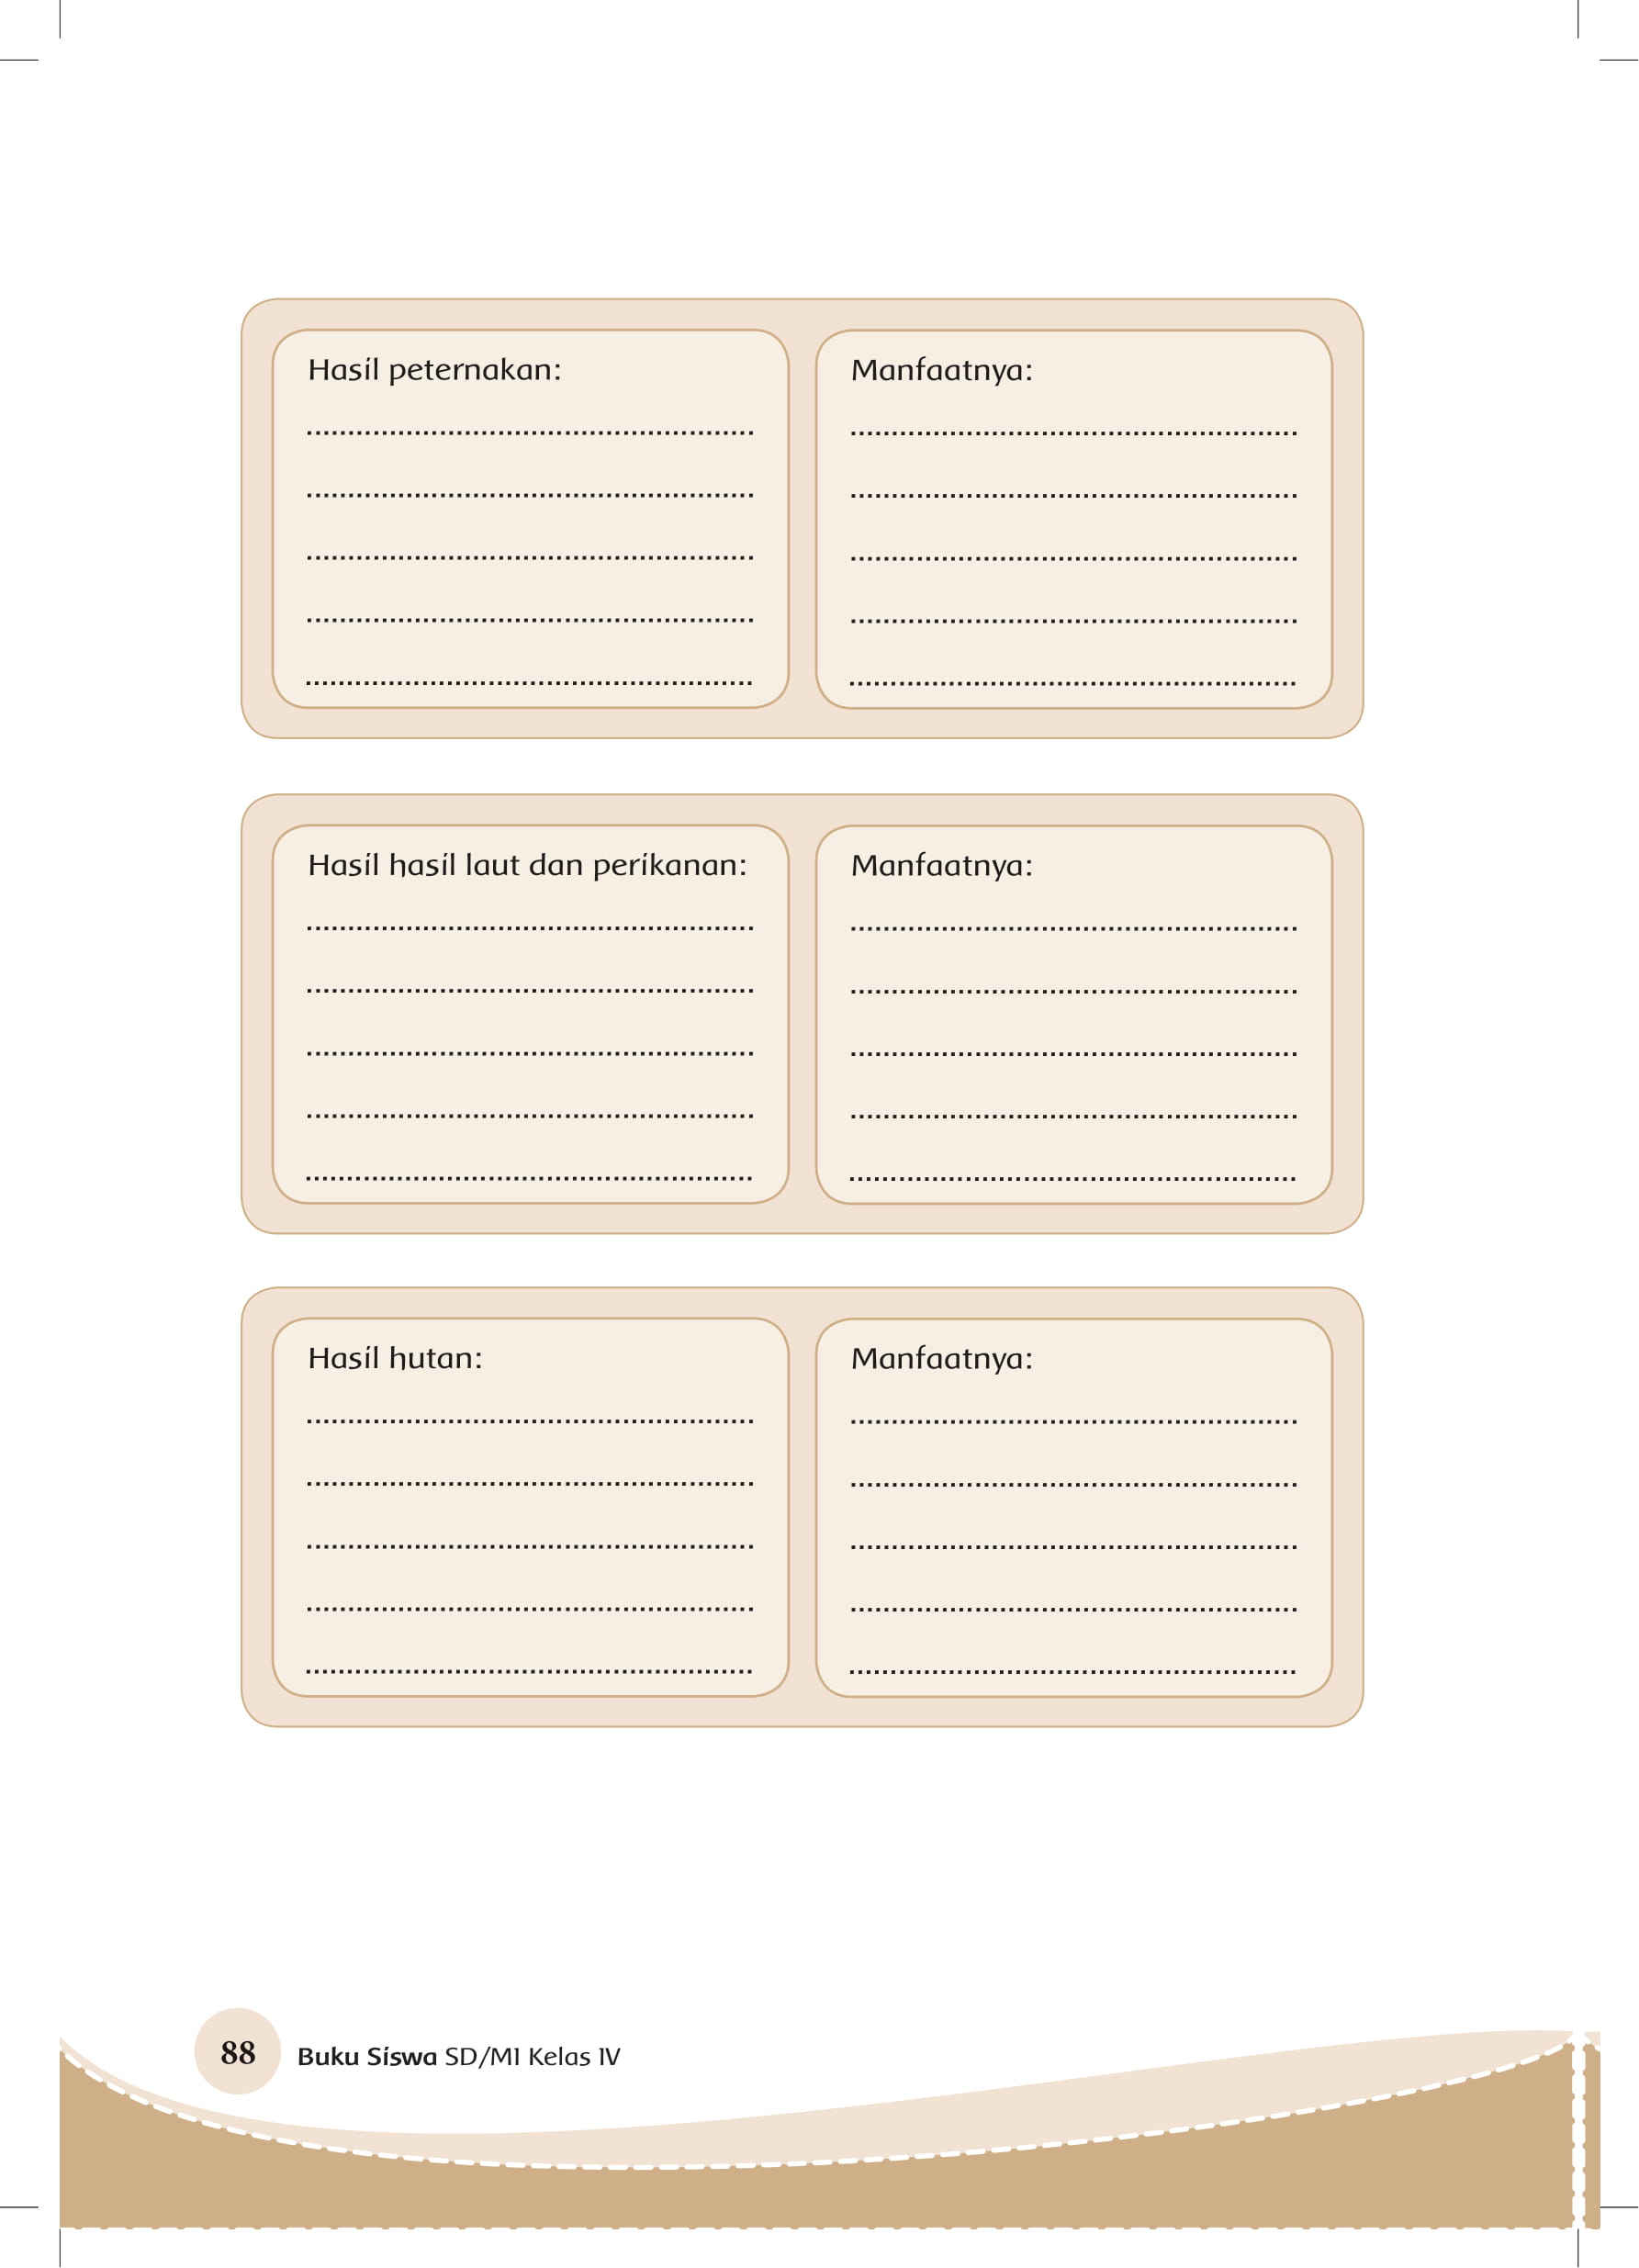 Hasil peternakan:
Manfaatnya:
Hasil hasil laut dan perikanan:
Manfaatnya:
Hasil hutan:
Manfaatnya:
88 Buku Siswa SD/MI Kelas IV